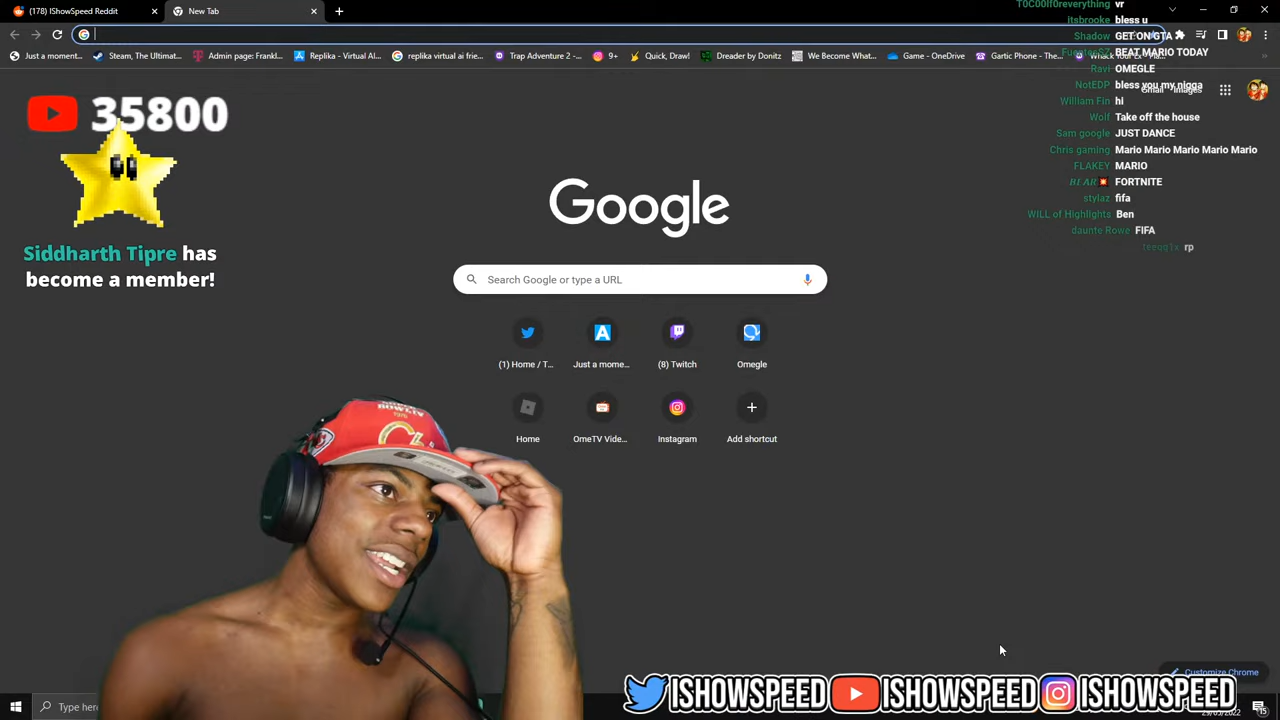 (178) IShowSpeed Reddit
New Tab
Just a moment...
Steam, The Ultimat...
Admin page: Frankl...
Replika - Virtual AI...
replika virtual ai frie...
Trap Adventure 2 -...
9+
Quick, Draw!
Dreader by Donitz
We Become What...
Game - OneDrive
Gartic Phone - The...
35800
Siddharth Tipre has
become a member!
Google
Search Google or type a URL
(1) Home / T...
Just a mome...
(8) Twitch
Omegle
Home
OmeTV Vide...
Instagram
Add shortcut
T0C00lf0reverything vr
itsbrooke bless u
Shadow GET ON GTA
BEAT MARIO TODAY
Ravi OMEGLE
NotEDP bless you my nigga
William Fin hi
Wolf Take off the house
Sam google JUST DANCE
Chris gaming Mario Mario Mario Mario Mario
FLAKEY MARIO
BEAR FORTNITE
stylaz fifa
WILL of Highlights Ben
daunte Rowe FIFA
rp
Customize Chrome
ISHOWSPEED ISHOWSPEED ISHOWSPEED
Type here